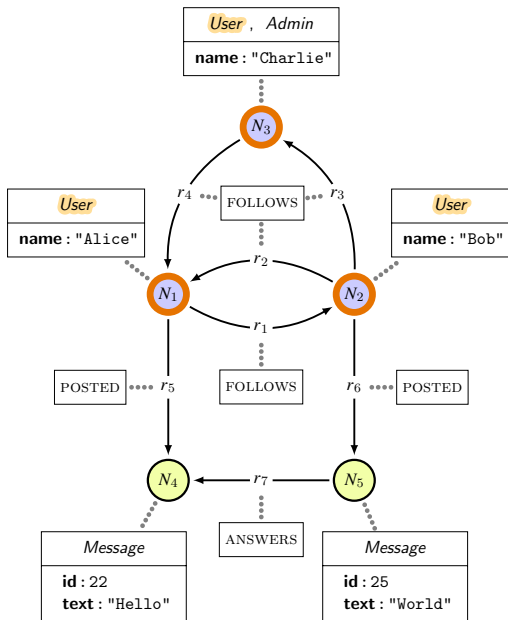 User , Admin
name : "Charlie"
N3
r4
FOLLOWS
r3
User
name : "Alice"
User
name : "Bob"
r2
N1
N2
r1
POSTED
r5
FOLLOWS
r6
POSTED
N4
r7
N5
ANSWERS
Message
id : 22
text : "Hello"
Message
id : 25
text : "World"